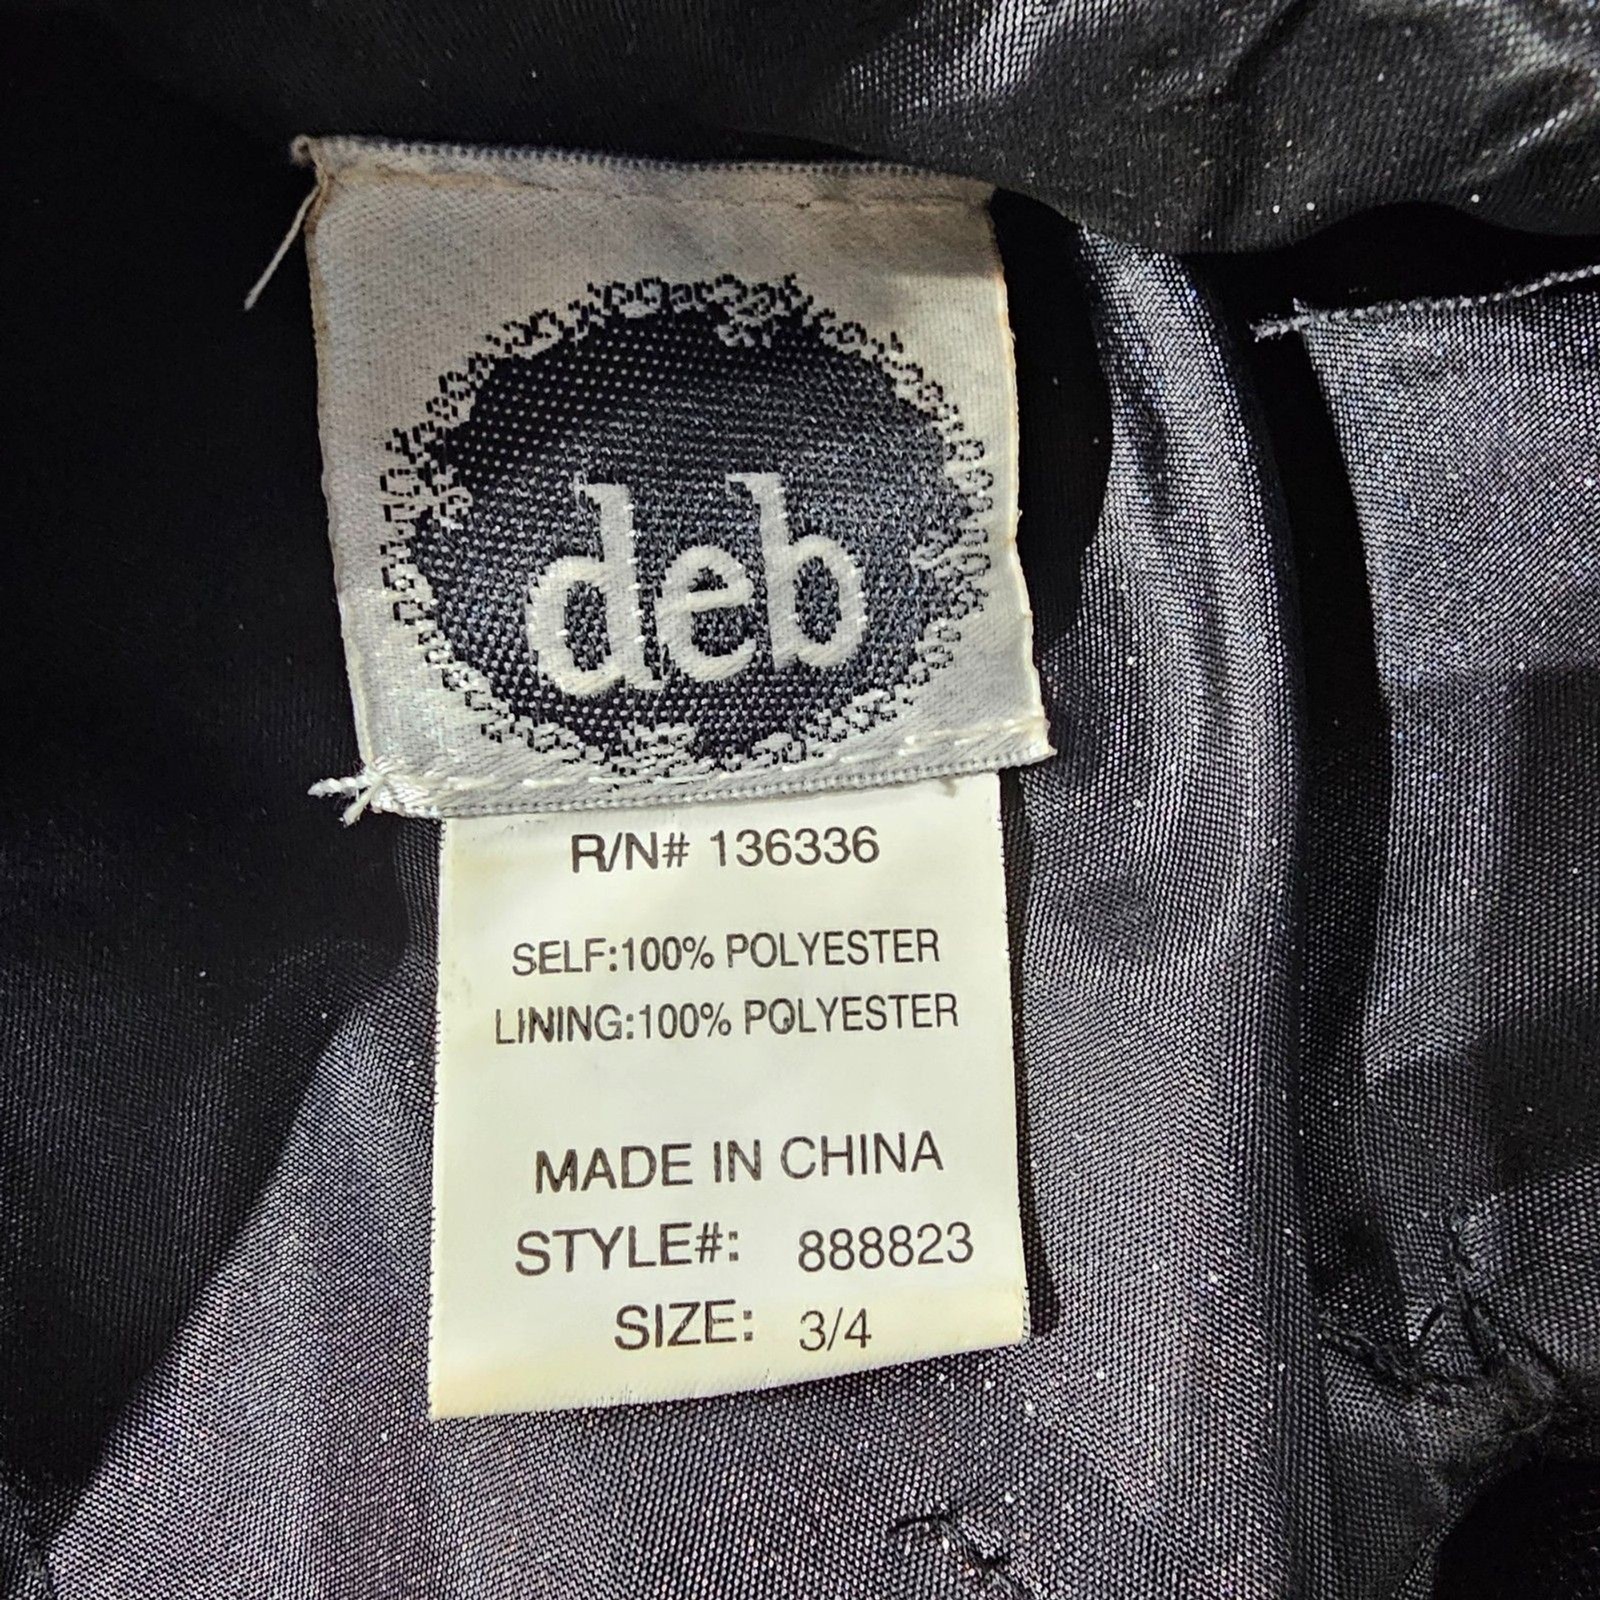 deb
R/N# 136336
SELF:100% POLYESTER
LINING:100% POLYESTER
MADE IN CHINA
STYLE#: 888823
SIZE: 3/4